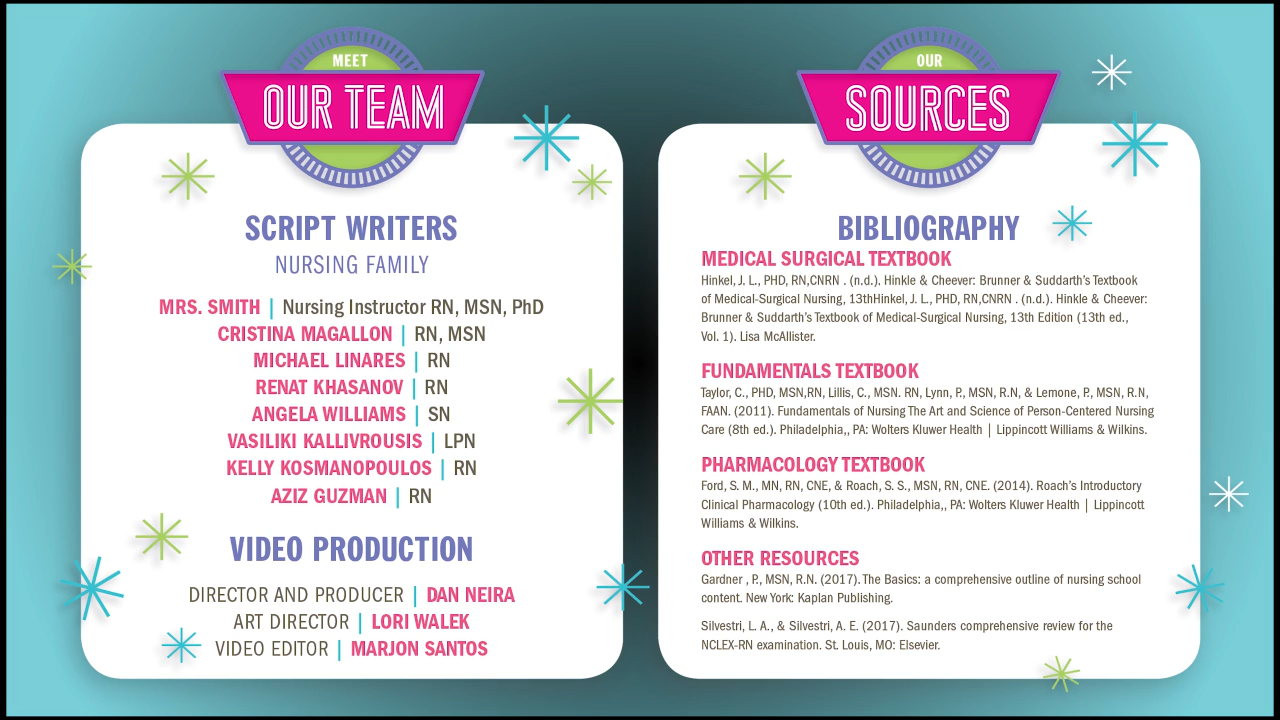 MEET
OUR TEAM
SCRIPT WRITERS
NURSING FAMILY
MRS. SMITH | Nursing Instructor RN, MSN, PhD
CRISTINA MAGALLON | RN, MSN
MICHAEL LINARES | RN
RENAT KHASANOV | RN
ANGELA WILLIAMS | SN
VASILIKI KALLIVROUSIS | LPN
KELLY KOSMANOPOULOS | RN
AZIZ GUZMAN | RN
VIDEO PRODUCTION
DIRECTOR AND PRODUCER | DAN NEIRA
ART DIRECTOR | LORI WALEK
VIDEO EDITOR | MARJON SANTOS
OUR
SOURCES
BIBLIOGRAPHY
MEDICAL SURGICAL TEXTBOOK
Hinkel, J. L., PHD, RN,CNRN . (n.d.). Hinkle & Cheever: Brunner & Suddarth's Textbook
of Medical-Surgical Nursing, 13thHinkel, J. L., PHD, RN,CNRN . (n.d.). Hinkle & Cheever:
Brunner & Suddarth's Textbook of Medical-Surgical Nursing, 13th Edition (13th ed.,
Vol. 1). Lisa McAllister.
FUNDAMENTALS TEXTBOOK
Taylor, C., PHD, MSN,RN, Lillis, C., MSN. RN, Lynn, P., MSN, R.N, & Lemone, P., MSN, R.N,
FAAN. (2011). Fundamentals of Nursing The Art and Science of Person-Centered Nursing
Care (8th ed.). Philadelphia,, PA: Wolters Kluwer Health | Lippincott Williams & Wilkins.
PHARMACOLOGY TEXTBOOK
Ford, S. M., MN, RN, CNE, & Roach, S. S., MSN, RN, CNE. (2014). Roach's Introductory
Clinical Pharmacology (10th ed.). Philadelphia,, PA: Wolters Kluwer Health | Lippincott
Williams & Wilkins.
OTHER RESOURCES
Gardner , P., MSN, R.N. (2017). The Basics: a comprehensive outline of nursing school
content. New York: Kaplan Publishing.
Silvestri, L. A., & Silvestri, A. E. (2017). Saunders comprehensive review for the
NCLEX-RN examination. St. Louis, MO: Elsevier.